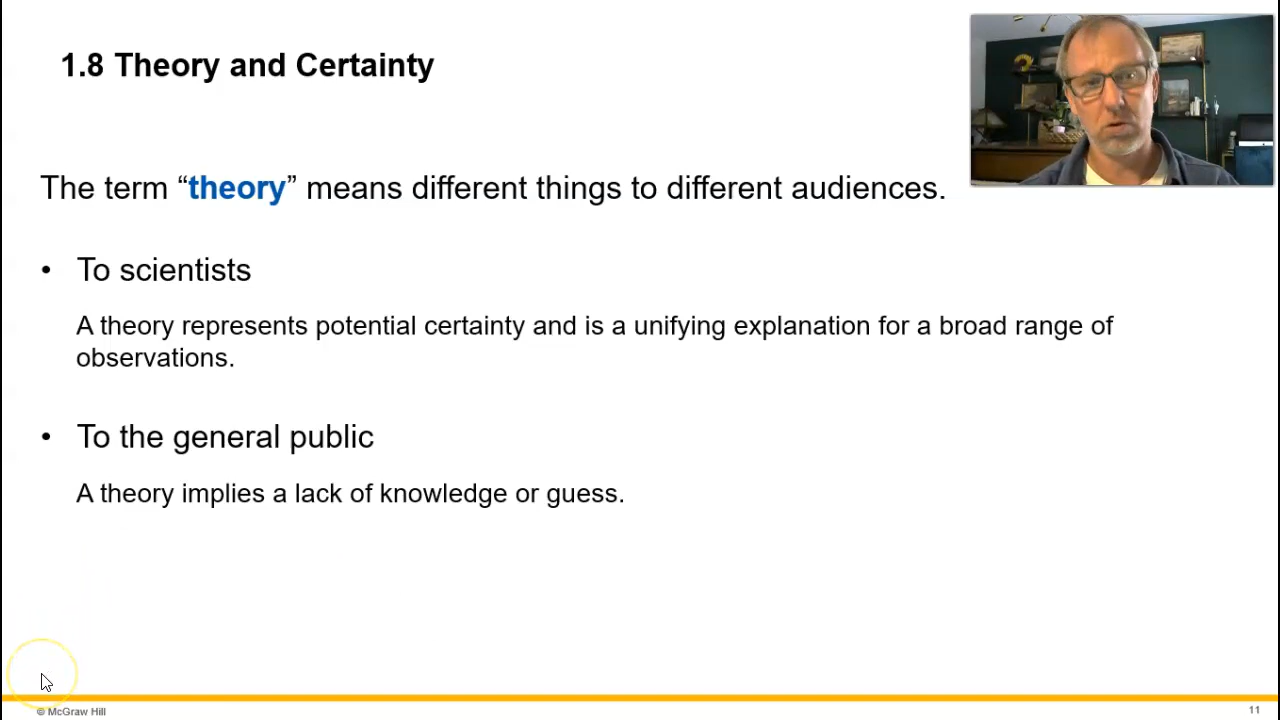 1.8 Theory and Certainty
The term “theory” means different things to different audiences.
• To scientists
A theory represents potential certainty and is a unifying explanation for a broad range of
observations.
• To the general public
A theory implies a lack of knowledge or guess.
© McGraw Hill
11